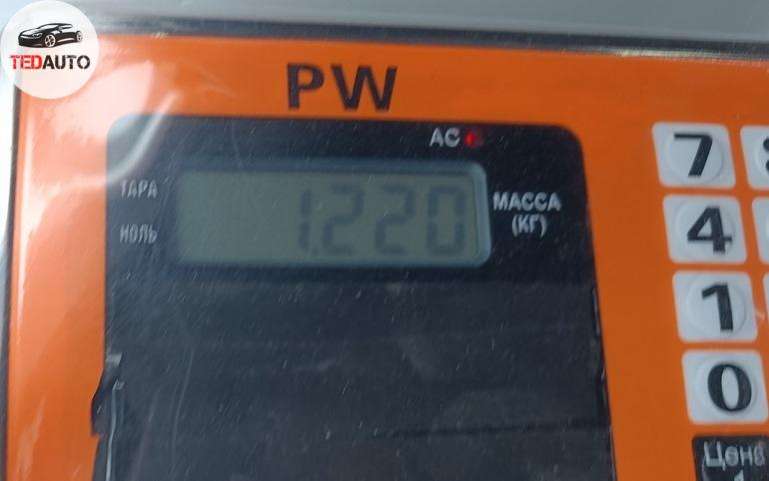 TEDAUTO
PW
AC
ТАРА
НОЛЬ
1.220
МАССА
(КГ)
7
4
1
0
Цена